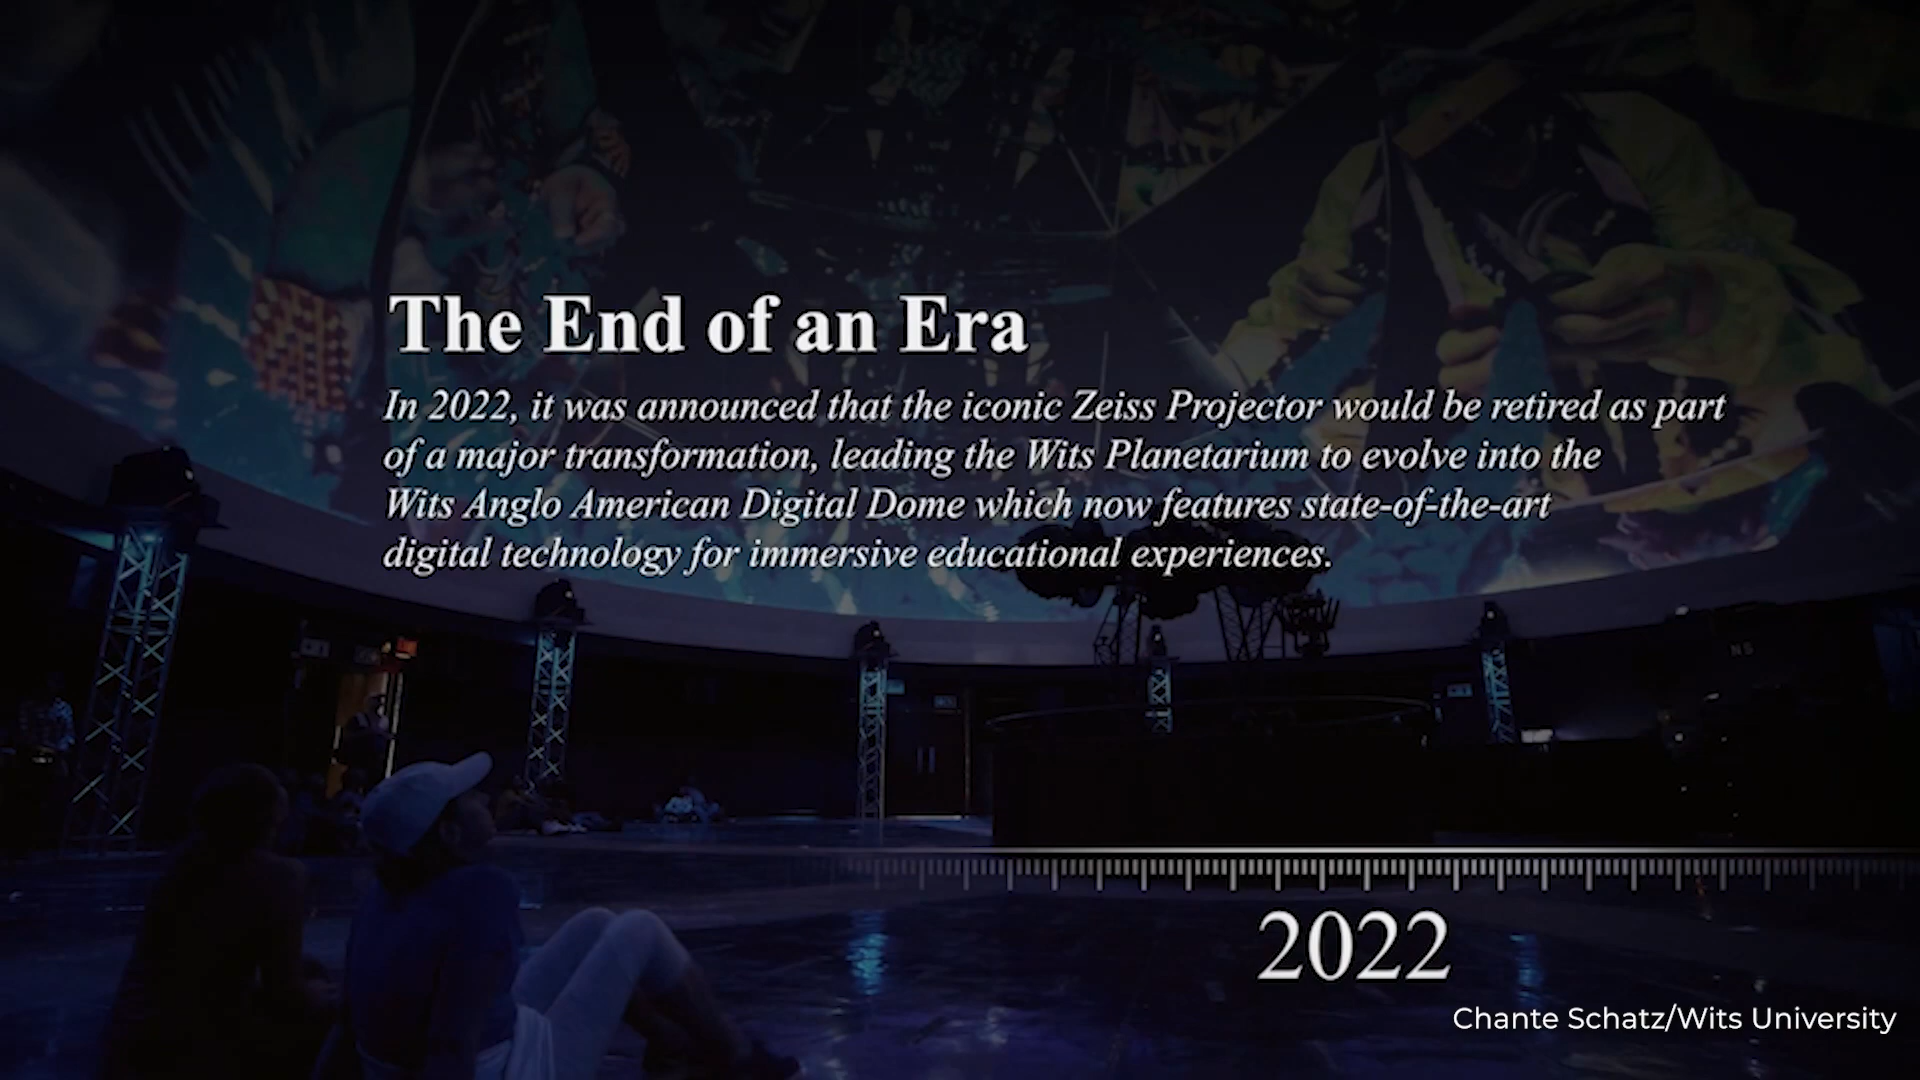 The End of an Era
In 2022, it was announced that the iconic Zeiss Projector would be retired as part
of a major transformation, leading the Wits Planetarium to evolve into the
Wits Anglo American Digital Dome which now features state-of-the-art
digital technology for immersive educational experiences.
2022
Chante Schatz/Wits University